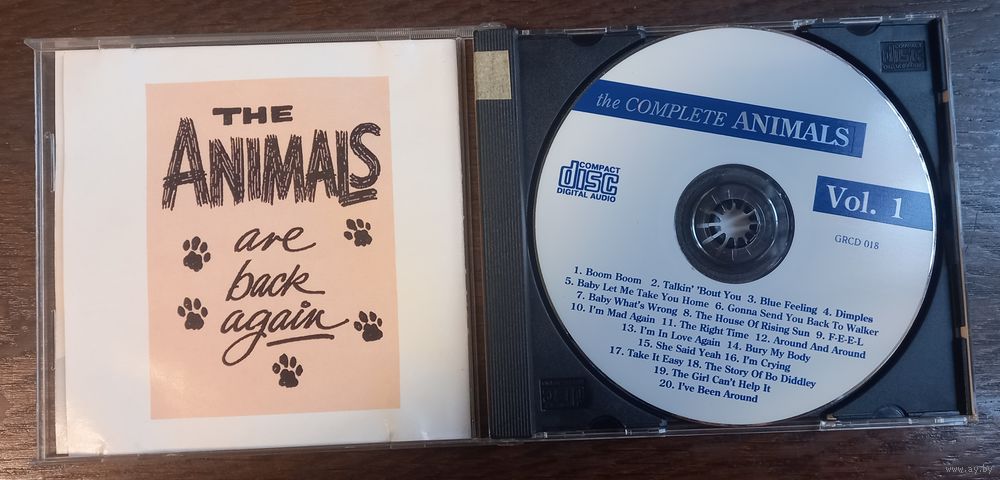 THE
ANIMALS
are
back
again
the COMPLETE ANIMALS
COMPACT
disc
DIGITAL AUDIO
Vol. 1
GRCD 018
1. Boom Boom 2. Talkin' 'Bout You 3. Blue Feeling 4. Dimples
5. Baby Let Me Take You Home 6. Gonna Send You Back To Walker
7. Baby What's Wrong 8. The House Of Rising Sun 9. F-E-E-L
10. I'm Mad Again 11. The Right Time 12. Around And Around
13. I'm In Love Again 14. Bury My Body
15. She Said Yeah 16. I'm Crying
17. Take It Easy 18. The Story Of Bo Diddley
19. The Girl Can't Help It
20. I've Been Around
www.ay.by